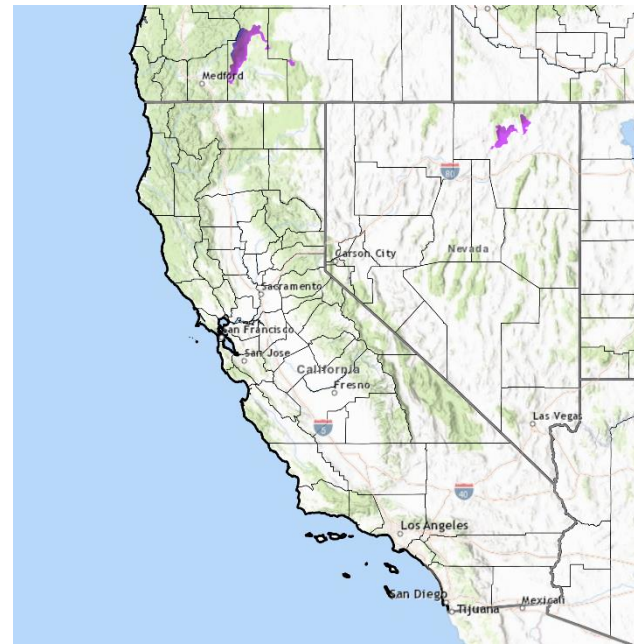 Medford
80
Nevada
Carson City
Sacramento
San Francisco
San Jose
California
Fresno
Las Vegas
5
40
Los Angeles
San Diego
Tijuana
Mexicali